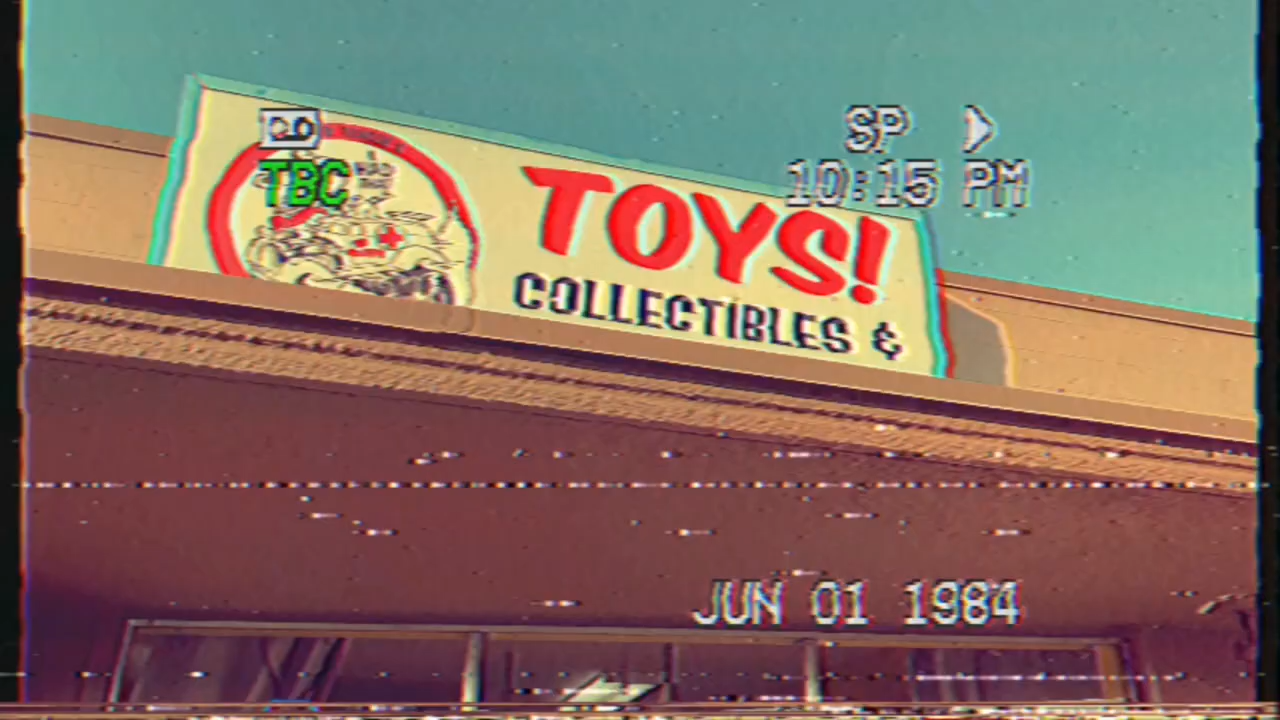 SP
TBC
10:15 PM
TOYS!
COLLECTIBLES &
JUN 01 1984